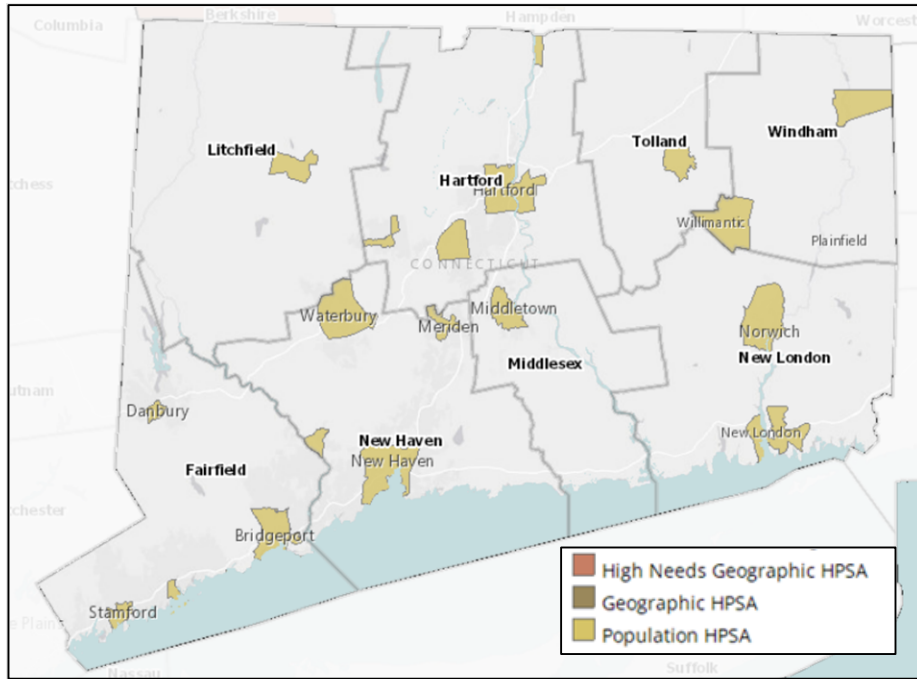 Berkshire
Hampden
Columbia
Worcest
Litchfield
Tolland
Windham
Hartford
Hartford
Willimantic
Plainfield
CONNECTICUT
Waterbury
Meriden
Middletown
Norwich
Middlesex
New London
utnam
Danbury
New London
New Haven
New Haven
Fairfield
Bridgeport
High Needs Geographic HPSA
Geographic HPSA
Population HPSA
Stamford
Nassau
Suffolk